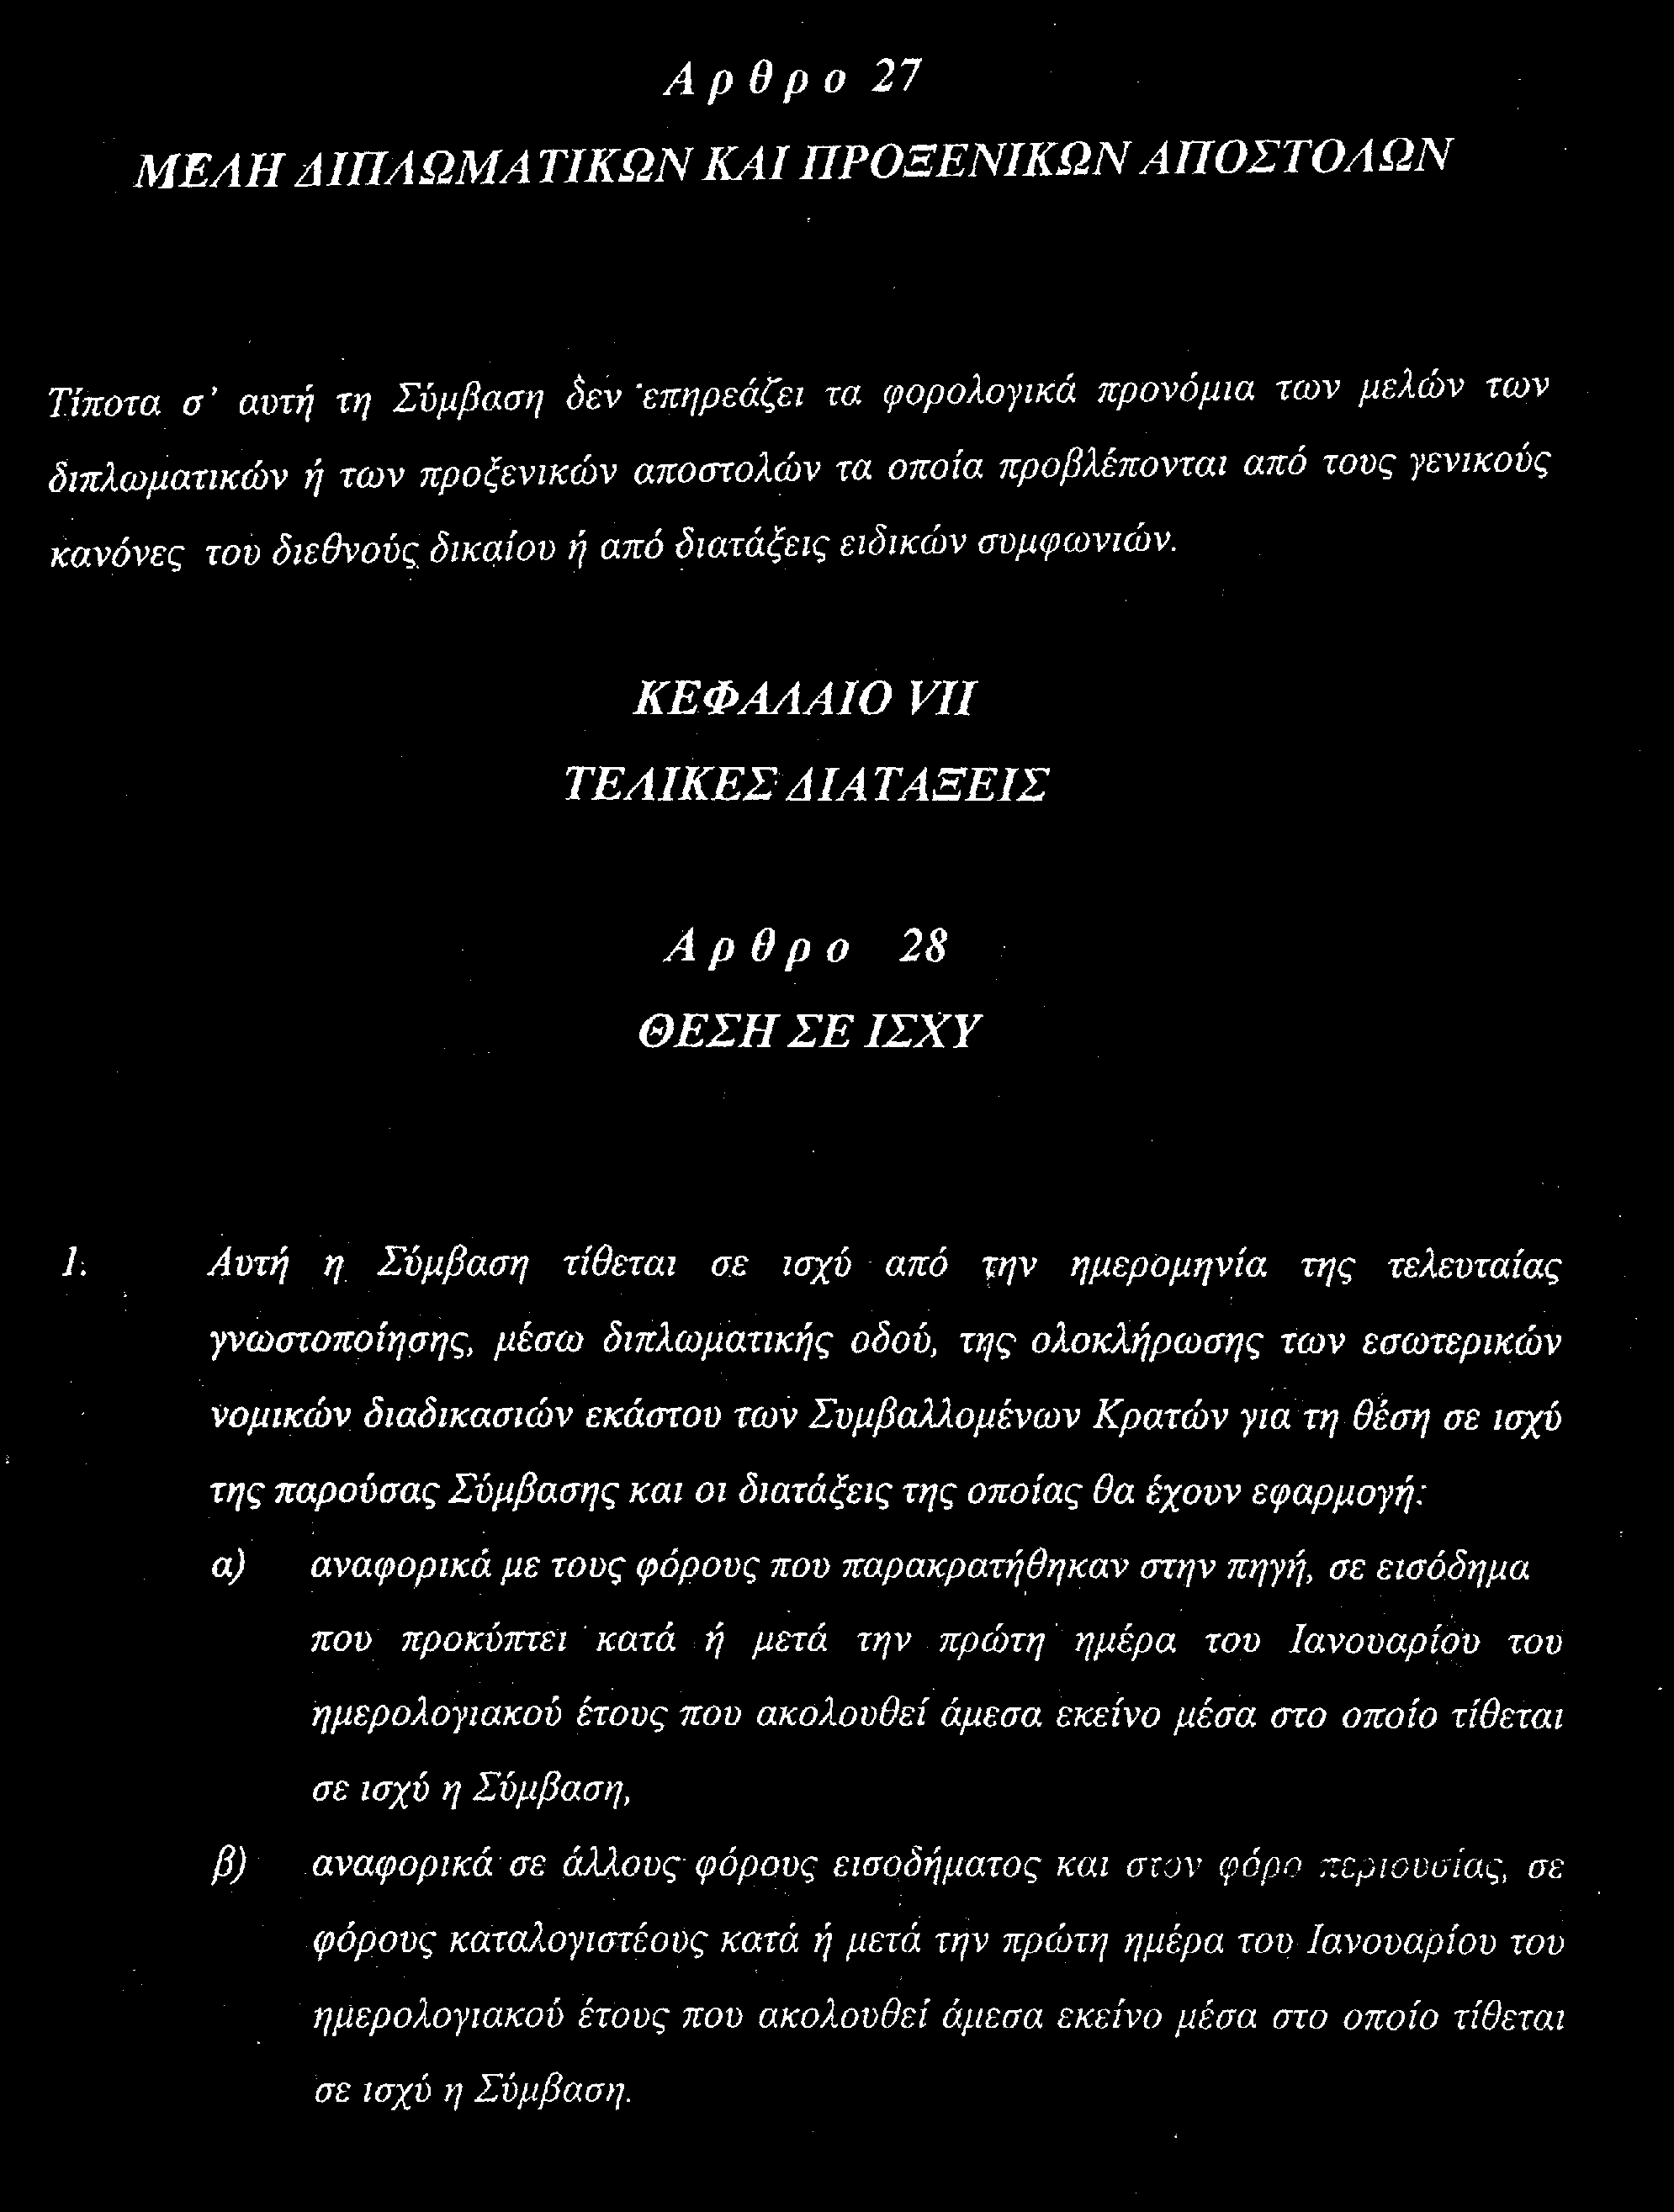 Α ρ θ ρ ο 27
ΜΕΛΗ ΔΙΠΛΩΜΑΤΙΚΩΝ ΚΑΙ ΠΡΟΞΕΝΙΚΩΝ ΑΠΟΣΤΟΛΩΝ
Τίποτα σ’ αυτή τη Σύμβαση δεν επηρεάζει τα φορολογικά προνόμια των μελών των
διπλωματικών ή των προξενικών αποστολών τα οποία προβλέπονται από τους γενικούς
κανόνες του διεθνούς δικαίου ή από διατάξεις ειδικών συμφωνιών.
ΚΕΦΑΛΑΙΟ VII
ΤΕΛΙΚΕΣ ΔΙΑΤΑΞΕΙΣ
Α ρ θ ρ ο 28
ΘΕΣΗ ΣΕ ΙΣΧΥ
1. Αυτή η Σύμβαση τίθεται σε ισχύ από την ημερομηνία της τελευταίας
γνωστοποίησης, μέσω διπλωματικής οδού, της ολοκλήρωσης των εσωτερικών
νομικών διαδικασιών εκάστου των Συμβαλλομένων Κρατών για τη θέση σε ισχύ
της παρούσας Σύμβασης και οι διατάξεις της οποίας θα έχουν εφαρμογή:
α) αναφορικά με τους φόρους που παρακρατήθηκαν στην πηγή, σε εισόδημα
που προκύπτει κατά ή μετά την πρώτη ημέρα του Ιανουαρίου του
ημερολογιακού έτους που ακολουθεί άμεσα εκείνο μέσα στο οποίο τίθεται
σε ισχύ η Σύμβαση,
β) αναφορικά σε άλλους φόρους εισοδήματος και στον φόρο περιουσίας, σε
φόρους καταλογιστέους κατά ή μετά την πρώτη ημέρα του Ιανουαρίου του
ημερολογιακού έτους που ακολουθεί άμεσα εκείνο μέσα στο οποίο τίθεται
σε ισχύ η Σύμβαση.